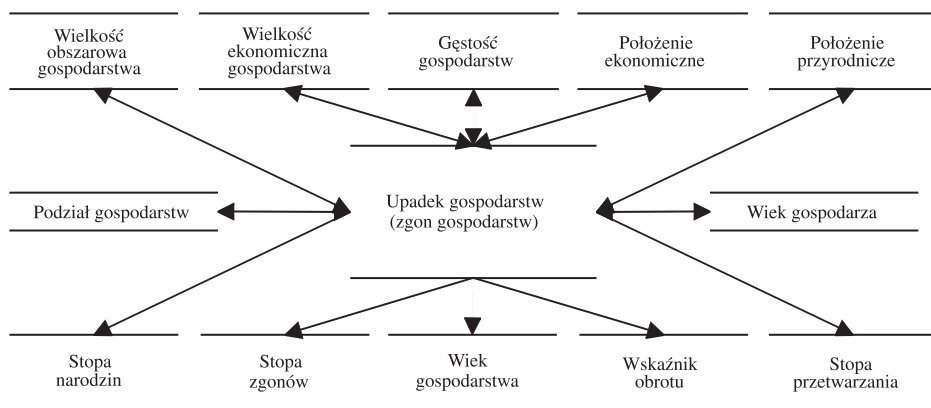 Wielkość
obszarowa
gospodarstwa
Wielkość
ekonomiczna
gospodarstwa
Gęstość
gospodarstw
Położenie
ekonomiczne
Położenie
przyrodnicze
Podział gospodarstw
Upadek gospodarstw
(zgon gospodarstw)
Wiek gospodarza
Stopa
narodzin
Stopa
zgonów
Wiek
gospodarstwa
Wskaźnik
obrotu
Stopa
przetwarzania